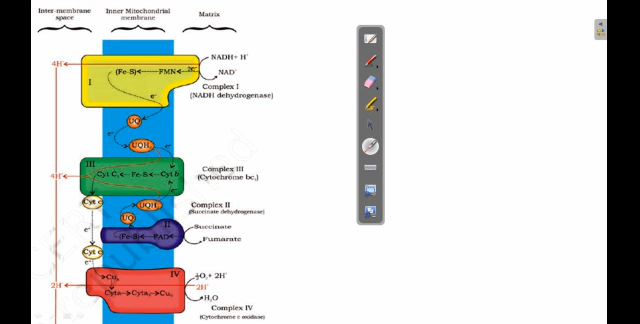 Inter-membrane space
Inner Mitochondrial membrane
Matrix
NADH+ H⁺
4H⁺
(Fe-S)
FMN
2e⁻
NAD⁺
I
Complex I
(NADH dehydrogenase)
e⁻
UQ
e⁻
UQH₂
e⁻
III
Complex III
(Cytochrome bc₁)
4H⁺
Cyt C₁
Fe-S
Cyt b
e⁻
Cyt c
UQH₂
Complex II
(Succinate dehydrogenase)
UQ
II
Succinate
e⁻
(Fe-S)
FAD
Fumarate
Cyt c
e⁻
IV
½O₂ + 2H⁺
2H⁺
2H⁺
Cyta
Cyta₃
H₂O
Complex IV
(Cytochrome c oxidase)